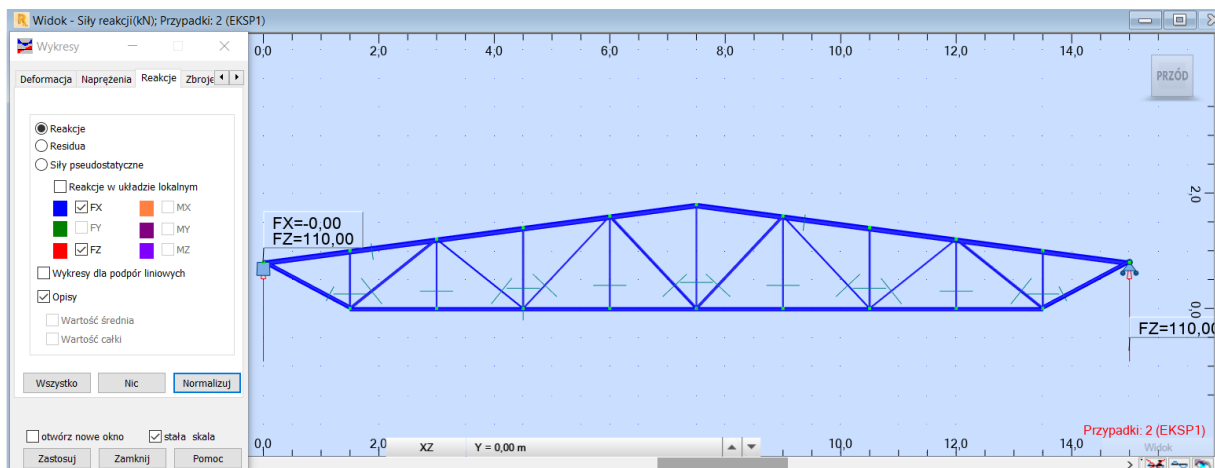 Widok - Siły reakcji(kN); Przypadki: 2 (EKSP1)
Wykresy
Deformacja Naprężenia Reakcje Zbroje
Reakcje
Residua
Siły pseudostatyczne
Reakcje w układzie lokalnym
FX MX
FY MY
FZ MZ
Wykresy dla podpór liniowych
Opisy
Wartość średnia
Wartość całki
Wszystko Nic Normalizuj
otwórz nowe okno stała skala
Zastosuj Zamknij Pomoc
0,0 2,0 4,0 6,0 8,0 10,0 12,0 14,0
PRZÓD
2,0
FX=-0,00
FZ=110,00
0,0
FZ=110,00
Przypadki: 2 (EKSP1)
0,0 2,0 XZ Y = 0,00 m 10,0 12,0 14,0
Widok